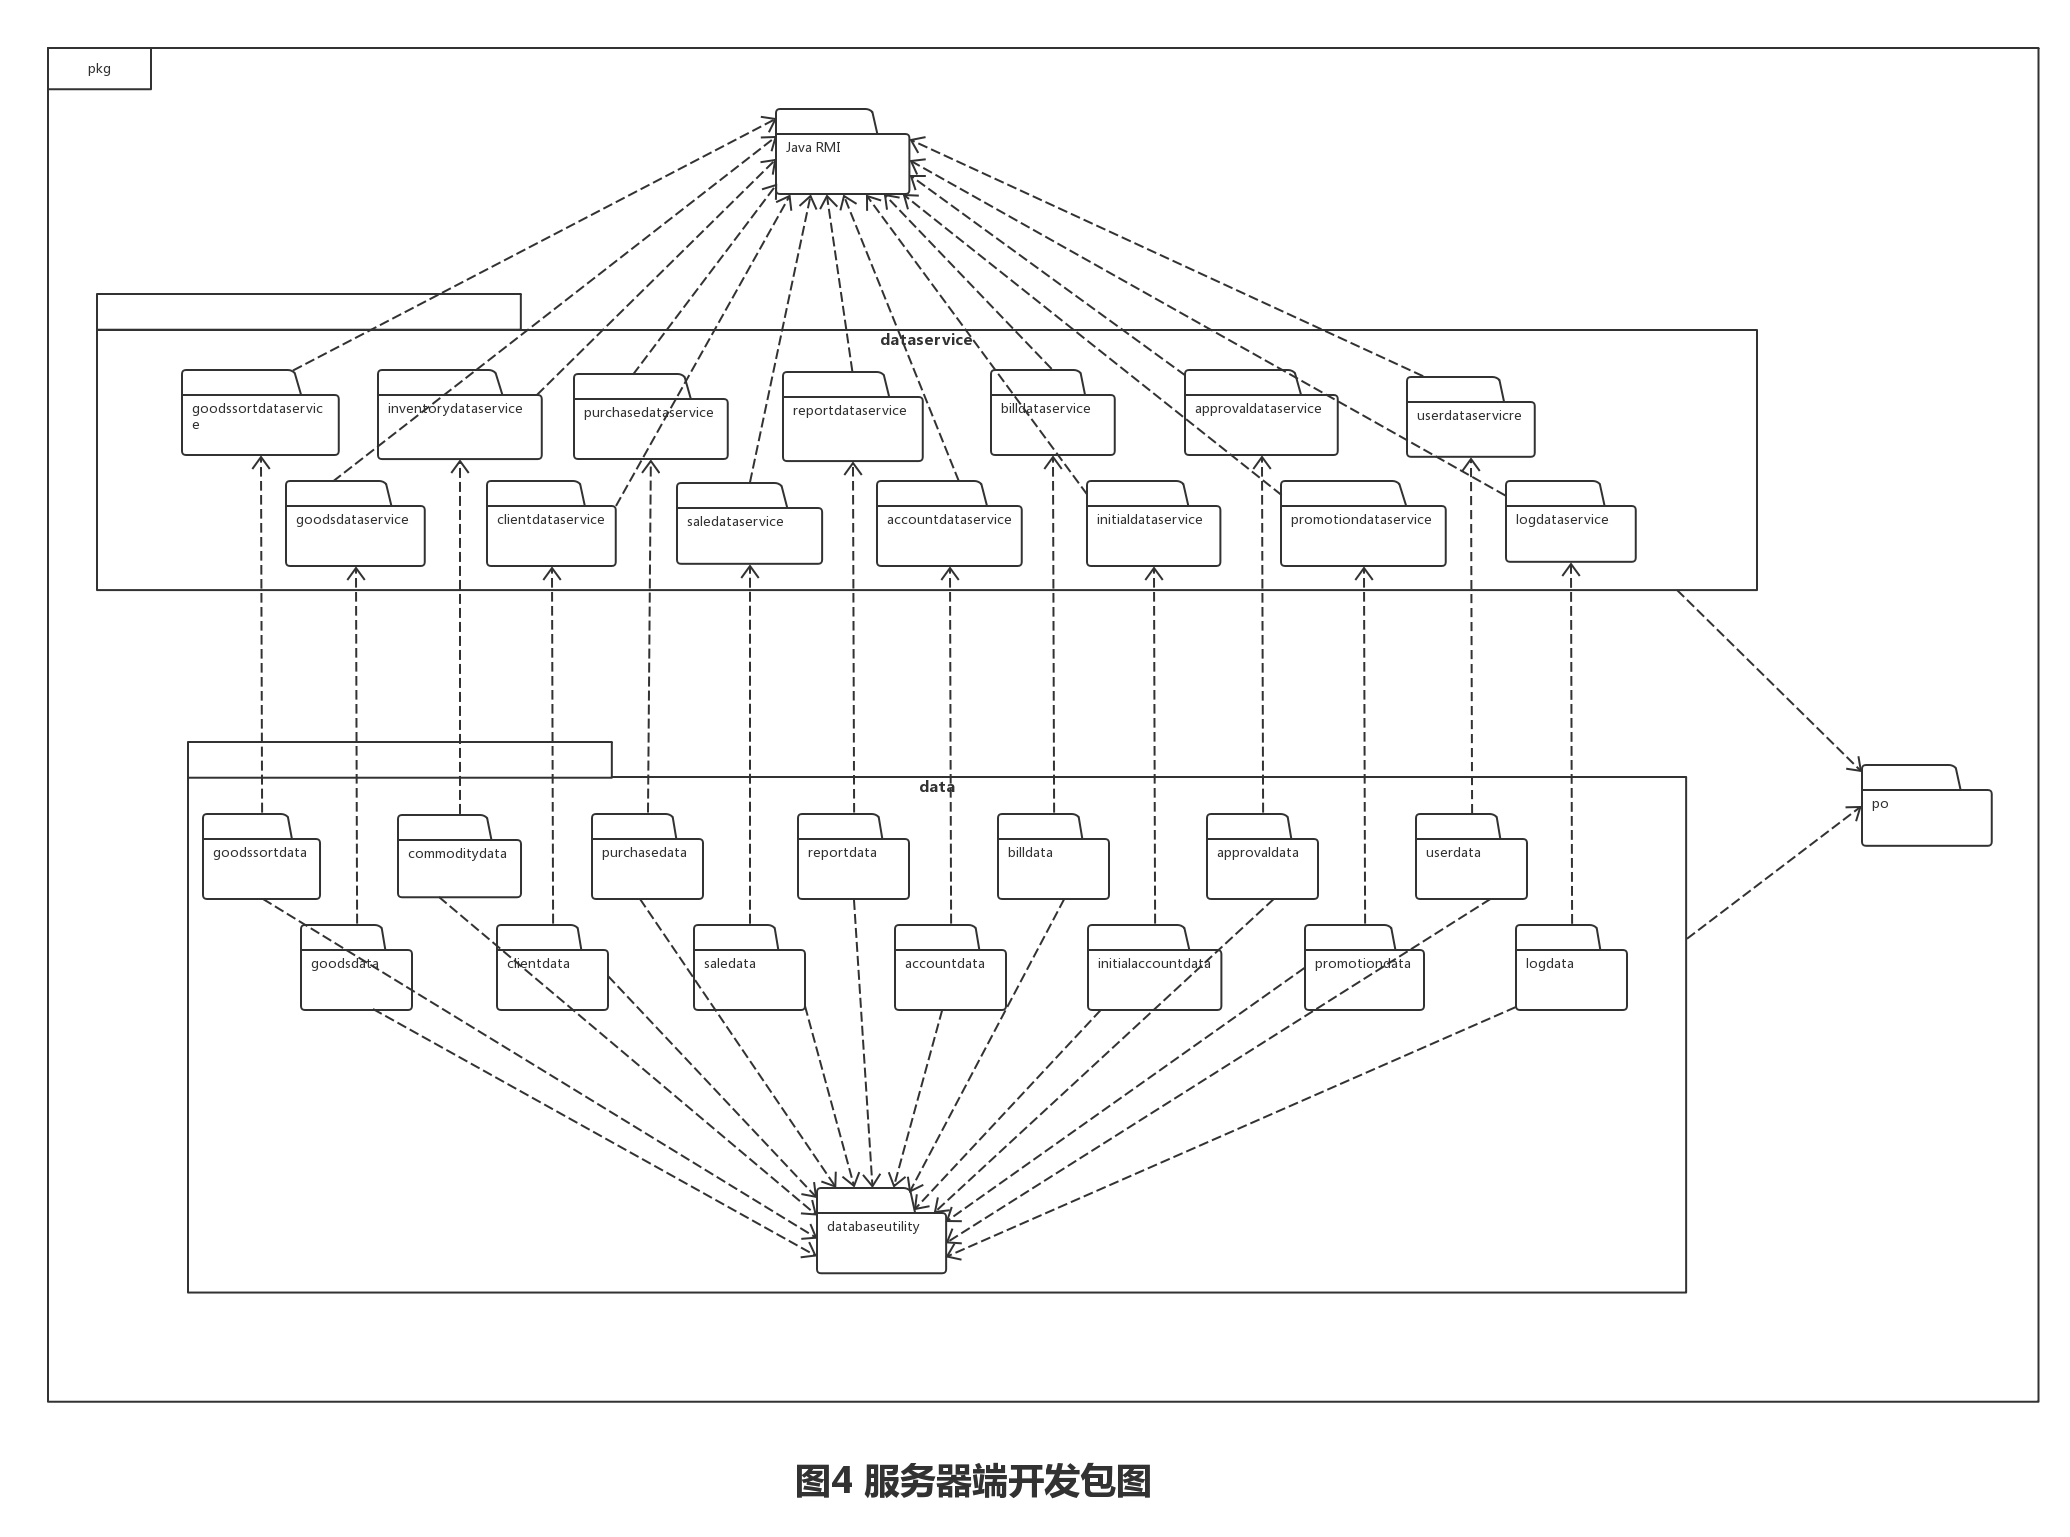 pkg
Java RMI
dataservice
goodssortdataservic
e
inventorydataservice
purchasedataservice
reportdataservice
billdataservice
approvaldataservice
userdataservicre
goodsdataservice
clientdataservice
saledataservice
accountdataservice
initialdataservice
promotiondataservice
logdataservice
data
po
goodssortdata
commoditydata
purchasedata
reportdata
billdata
approvaldata
userdata
goodsdata
clientdata
saledata
accountdata
initialaccountdata
promotiondata
logdata
databaseutility
图4 服务器端开发包图